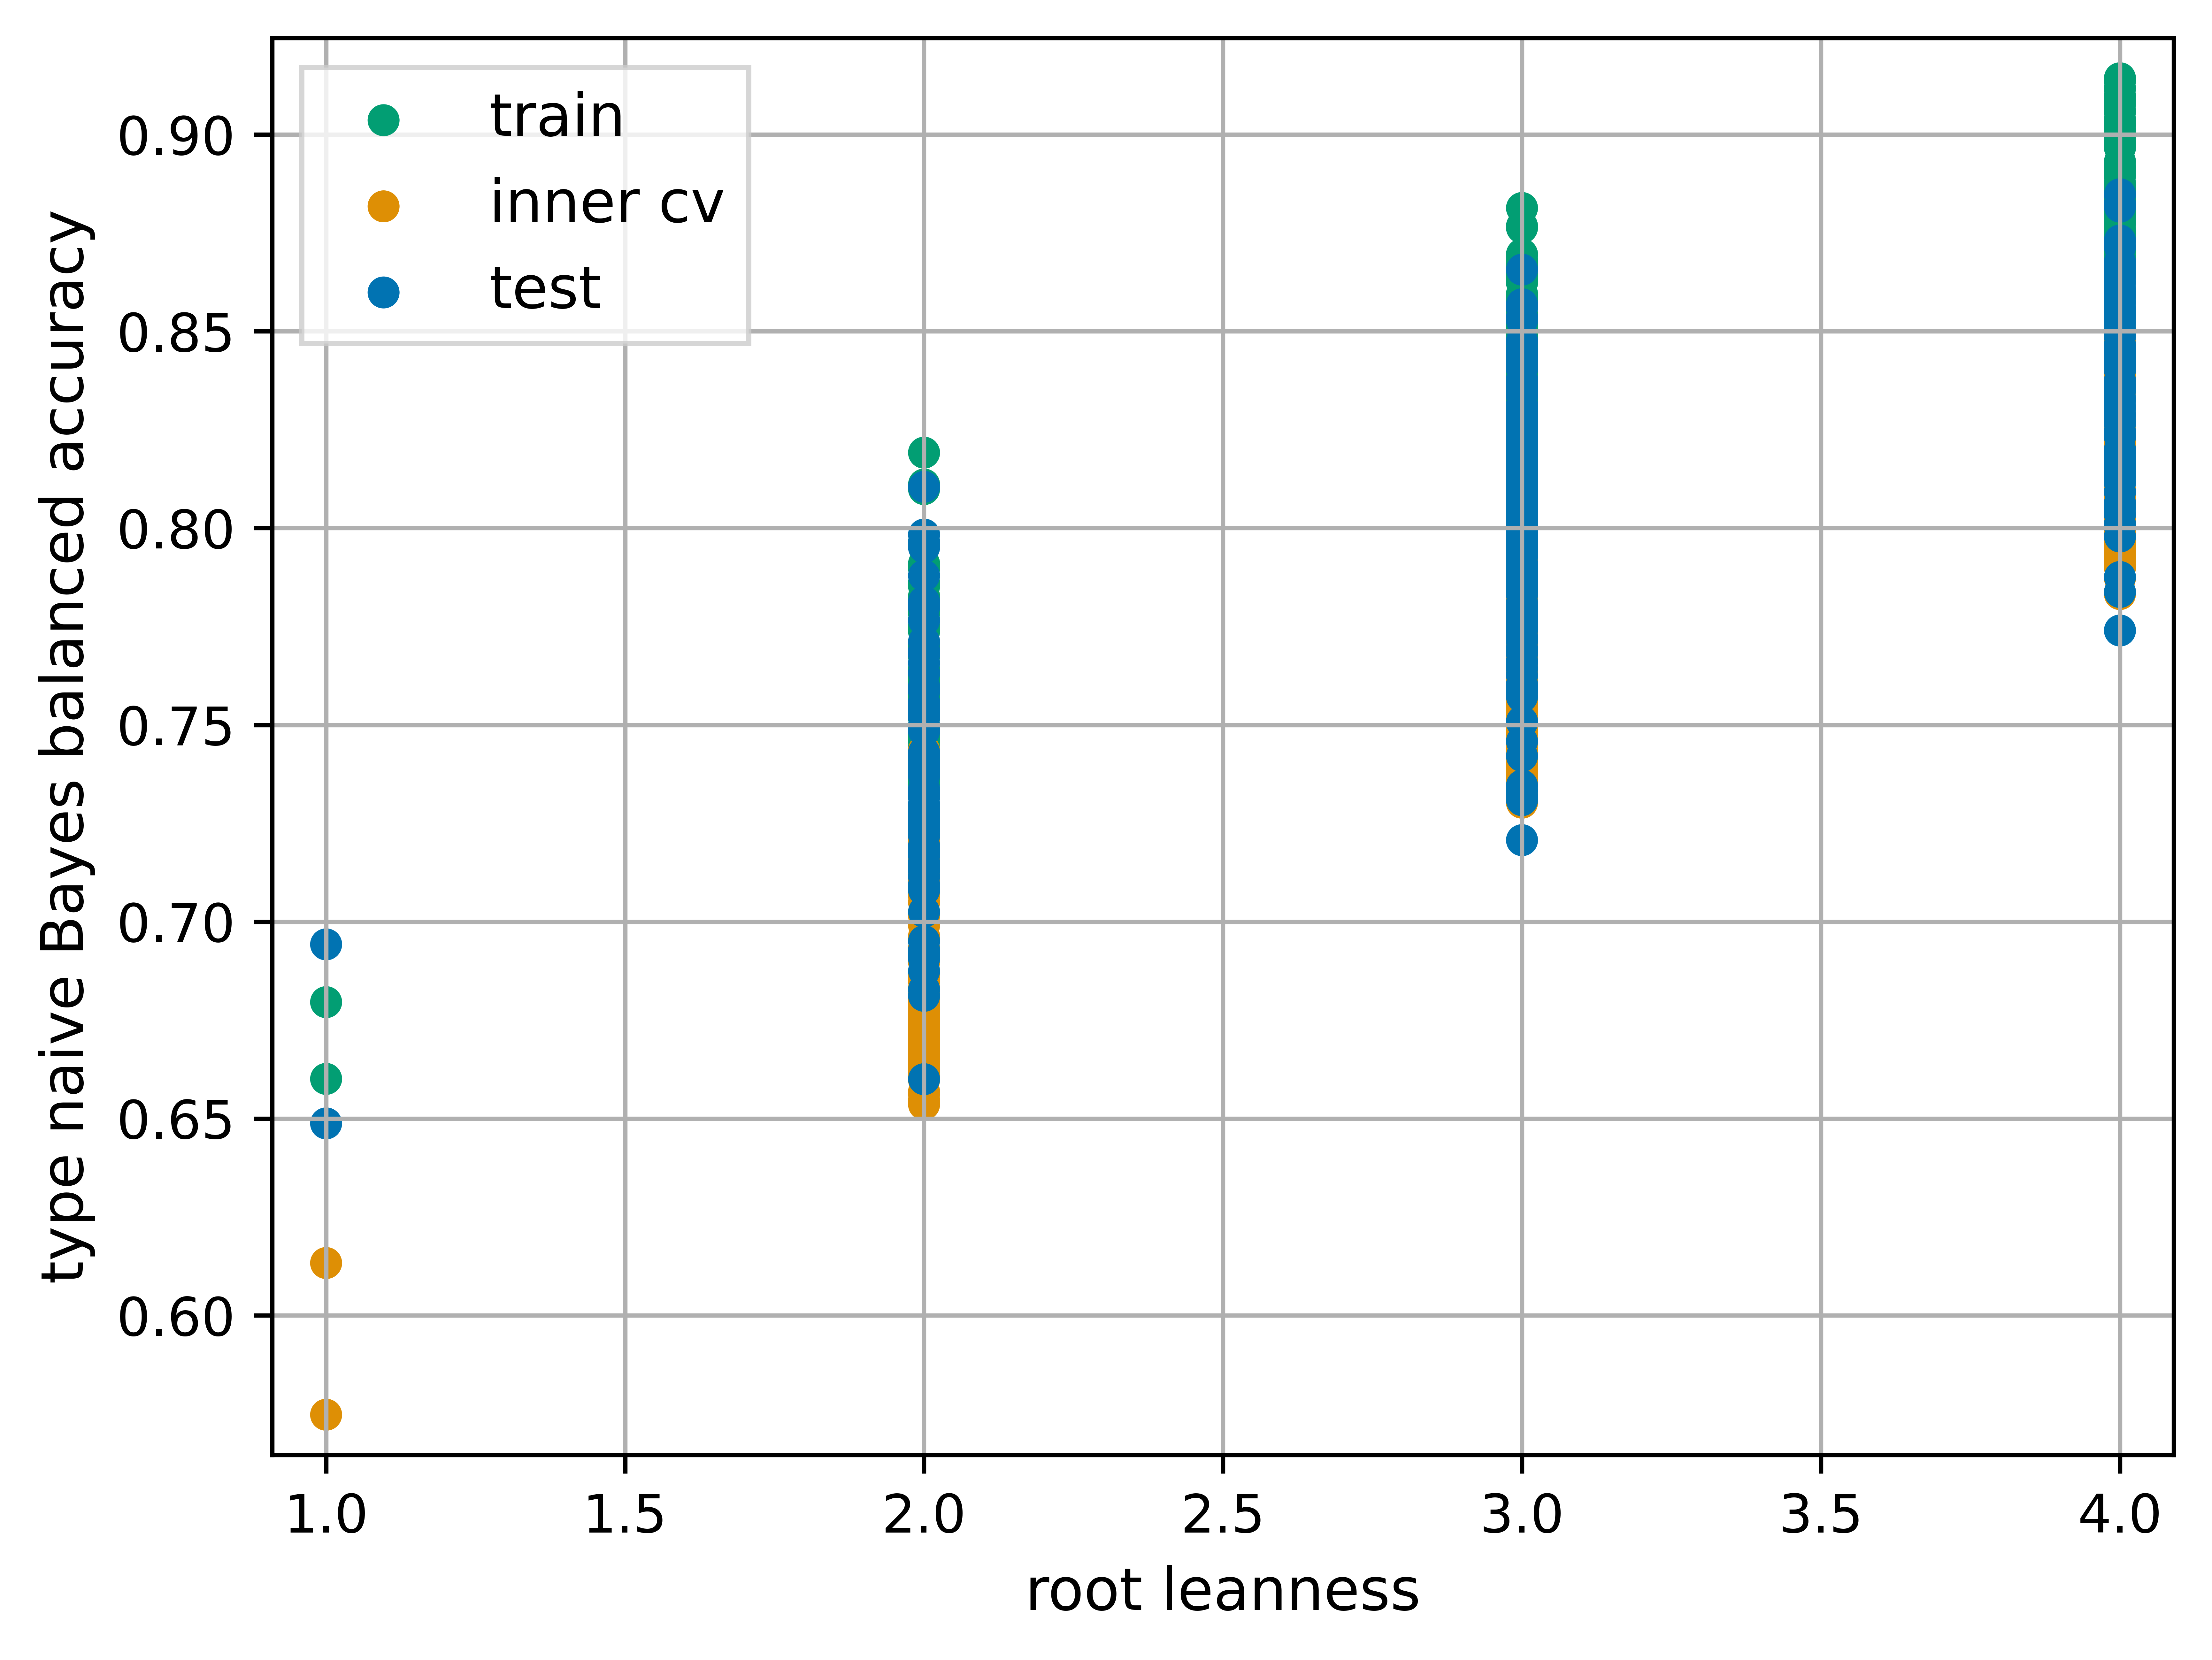 train
inner cv
test
type naive Bayes balanced accuracy
0.90
0.85
0.80
0.75
0.70
0.65
0.60
1.0 1.5 2.0 2.5 3.0 3.5 4.0
root leanness